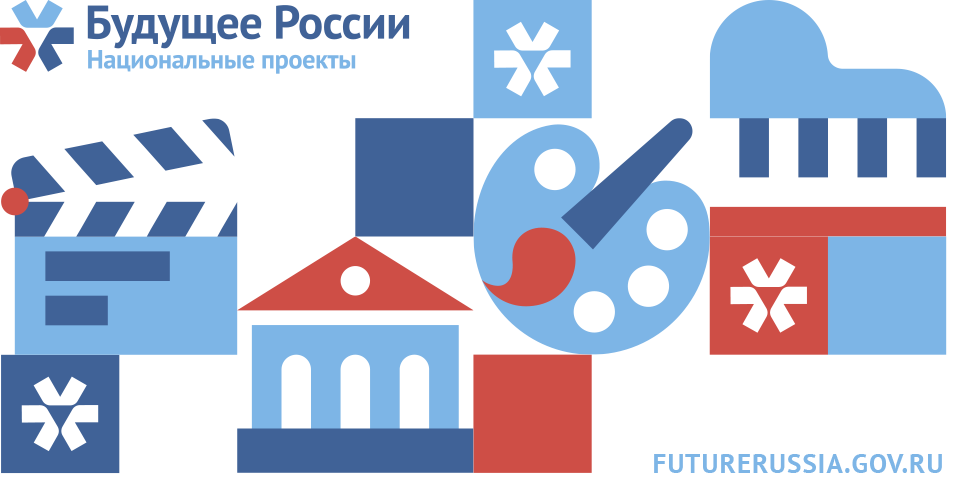 Будущее России
Национальные проекты
FUTURERUSSIA.GOV.RU